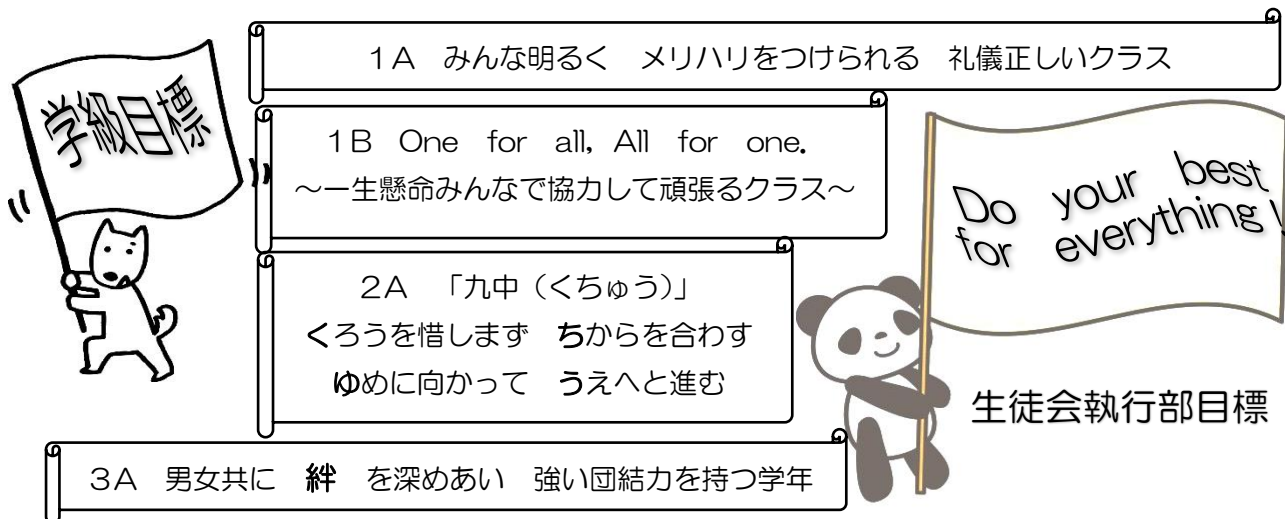 学級目標
1A　みんな明るく　メリハリをつけられる　礼儀正しいクラス
1B　One　for　all,　All　for　one.
～一生懸命みんなで協力して頑張るクラス～
2A　「九中（くちゅう）」
くろうを惜しまず　ちからを合わす
ゆめに向かって　うえへと進む
3A　男女共に　絆　を深めあい　強い団結力を持つ学年
Do　your　best
for　everything！
生徒会執行部目標